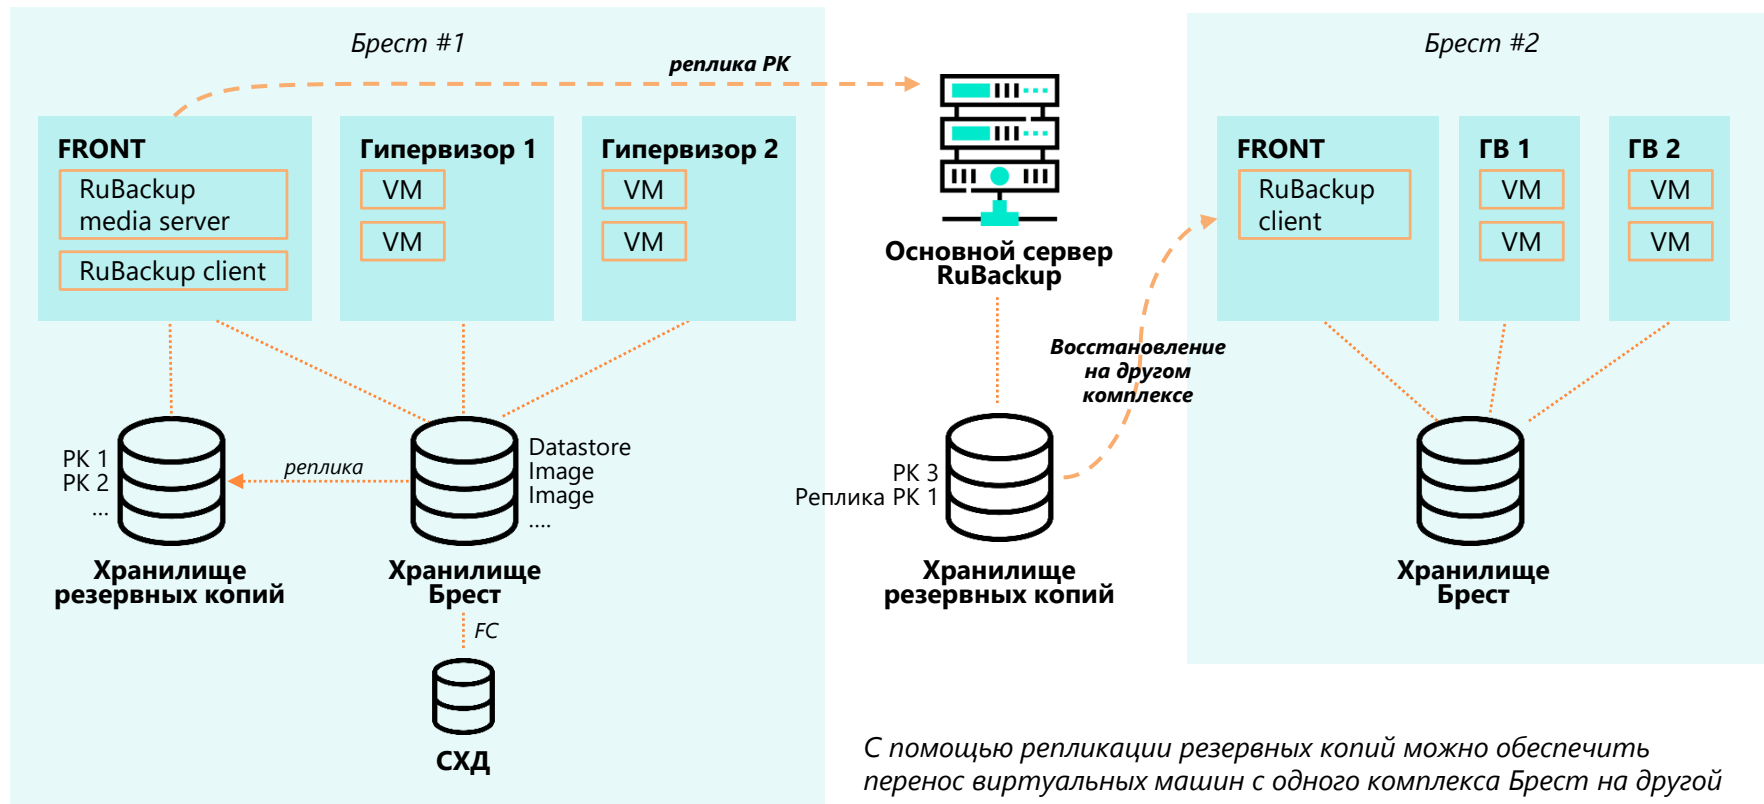 Брест #1
реплика РК
FRONT
RuBackup
media server
RuBackup client
Гипервизор 1
VM
VM
Гипервизор 2
VM
VM
РК 1
РК 2
...
Хранилище
резервных копий
реплика
Datastore
Image
Image
....
Хранилище
Брест
FC
СХД
Основной сервер
RuBackup
РК 3
Реплика РК 1
Хранилище
резервных копий
Восстановление
на другом
комплексе
Брест #2
FRONT
RuBackup
client
ГВ 1
VM
VM
ГВ 2
VM
VM
Хранилище
Брест
С помощью репликации резервных копий можно обеспечить
перенос виртуальных машин с одного комплекса Брест на другой